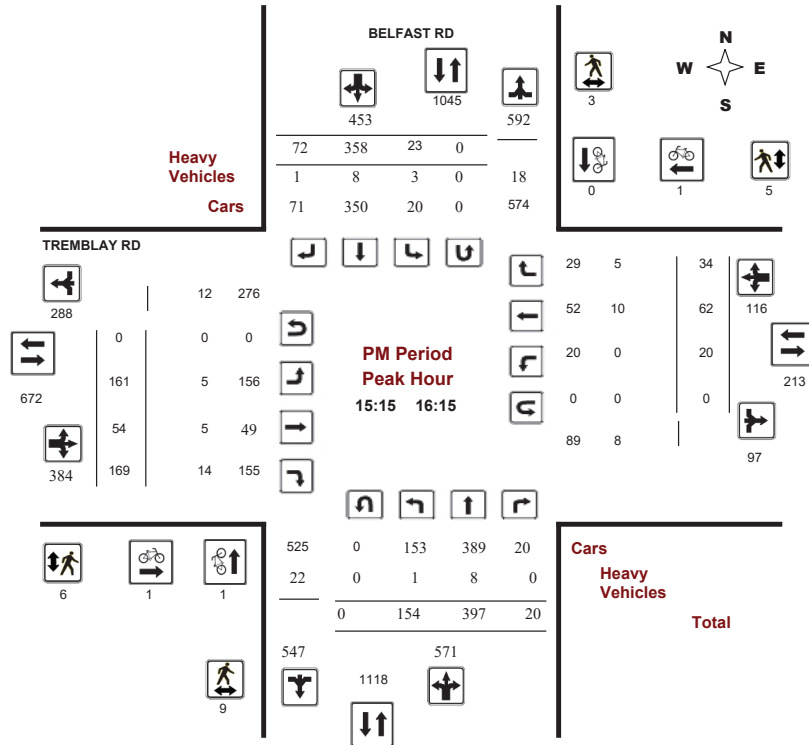 BELFAST RD
N
W E
S
1045
3
453
592
72 358 23 0
Heavy
Vehicles
1 8 3 0 18
0 1 5
Cars
71 350 20 0 574
TREMBLAY RD
29 5 34
288
12 276
52 10 62 116
0 0 0
PM Period
Peak Hour
15:15 16:15
20 0 20
672
161 5 156
213
0 0 0
54 5 49
89 8
97
384
169 14 155
525 0 153 389 20
Cars
22 0 1 8 0
Heavy
Vehicles
6 1 1
0 154 397 20
Total
547 571
1118
9